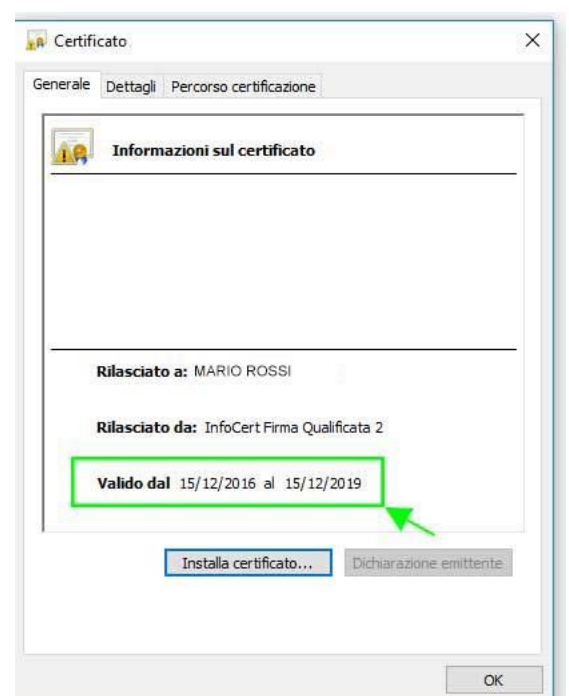 Certificato
Generale Dettagli Percorso certificazione
Informazioni sul certificato
Rilasciato a: MARIO ROSSI
Rilasciato da: InfoCert Firma Qualificata 2
Valido dal 15/12/2016 al 15/12/2019
Installa certificato... Dichiarazione emittente
OK